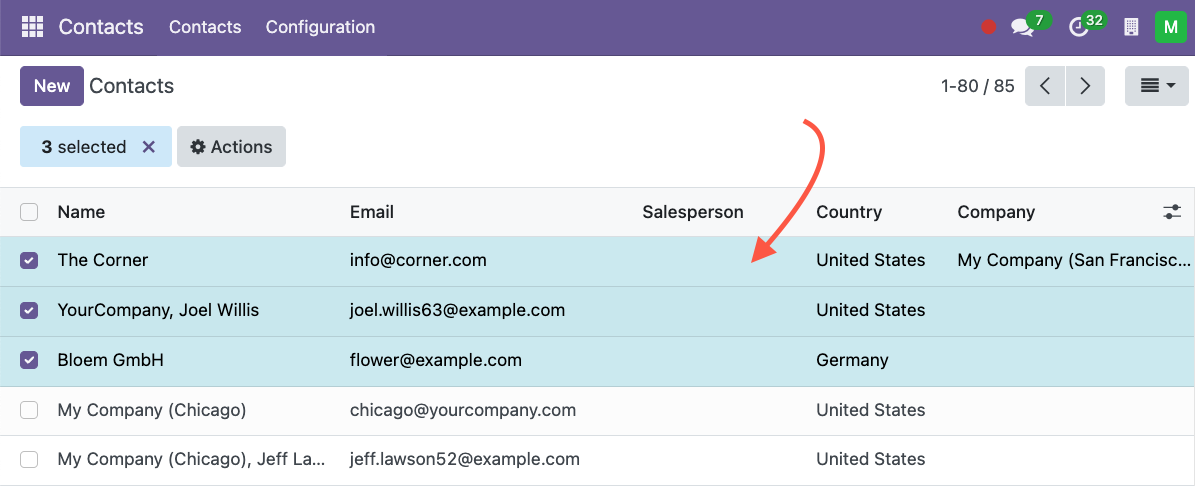 Contacts Contacts Configuration 7 32 M
New Contacts 1-80 / 85
3 selected Actions
Name Email Salesperson Country Company
The Corner info@corner.com United States My Company (San Francisc...
YourCompany, Joel Willis joel.willis63@example.com United States
Bloem GmbH flower@example.com Germany
My Company (Chicago) chicago@yourcompany.com United States
My Company (Chicago), Jeff La... jeff.lawson52@example.com United States